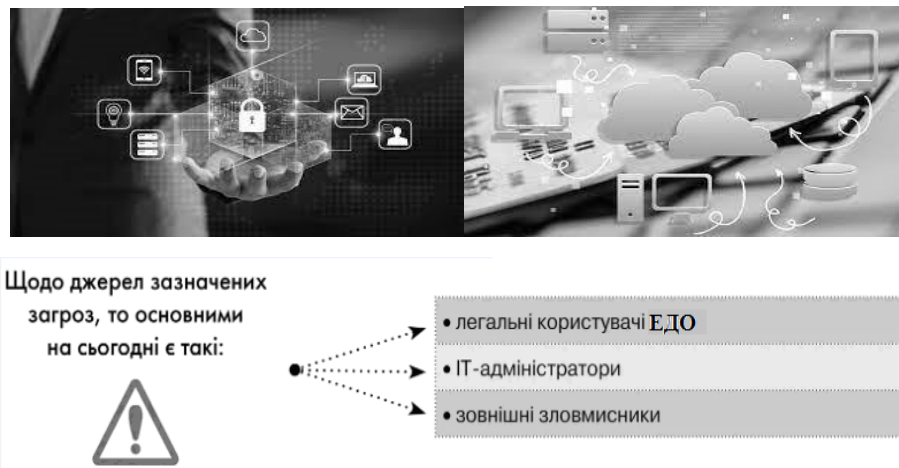 Щодо джерел зазначених
загроз, то основними
на сьогодні є такі:
• легальні користувачі ЕДО
• ІТ-адміністратори
• зовнішні зловмисники